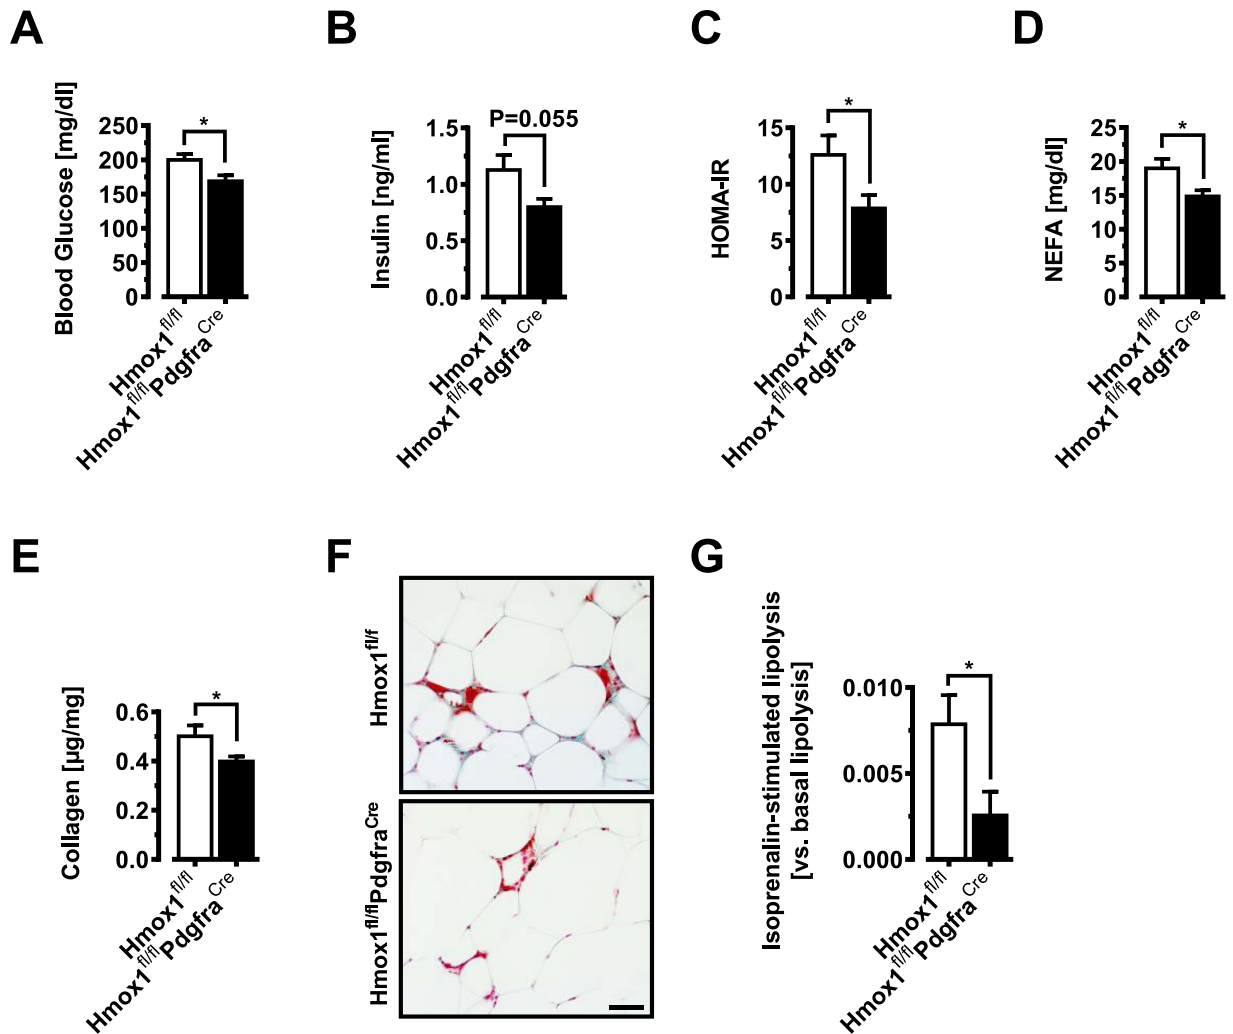 A
B
C
D
Blood Glucose [mg/dl]
250
200
150
100
50
0
*
Hmox1fl/fl
Hmox1fl/flPdgfraCre
Insulin [ng/ml]
1.5
1.0
0.5
0.0
P=0.055
Hmox1fl/fl
Hmox1fl/flPdgfraCre
HOMA-IR
15
10
5
0
*
Hmox1fl/fl
Hmox1fl/flPdgfraCre
NEFA [mg/dl]
25
20
15
10
5
0
*
Hmox1fl/fl
Hmox1fl/flPdgfraCre
E
F
G
Collagen [µg/mg]
0.6
0.4
0.2
0.0
*
Hmox1fl/fl
Hmox1fl/flPdgfraCre
Hmox1fl/f
Hmox1fl/flPdgfraCre
Isoprenalin-stimulated lipolysis
[vs. basal lipolysis]
0.010
0.005
0.000
*
Hmox1fl/fl
Hmox1fl/flPdgfraCre